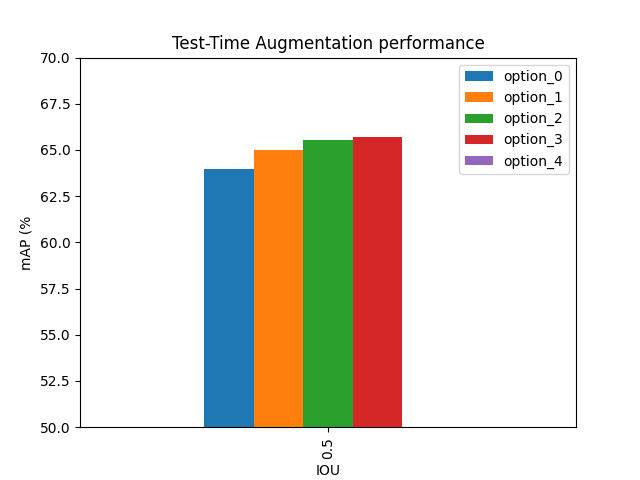 Test-Time Augmentation performance
70.0
67.5
65.0
62.5
60.0
57.5
55.0
52.5
50.0
mAP (%
option_0
option_1
option_2
option_3
option_4
0.5
IOU